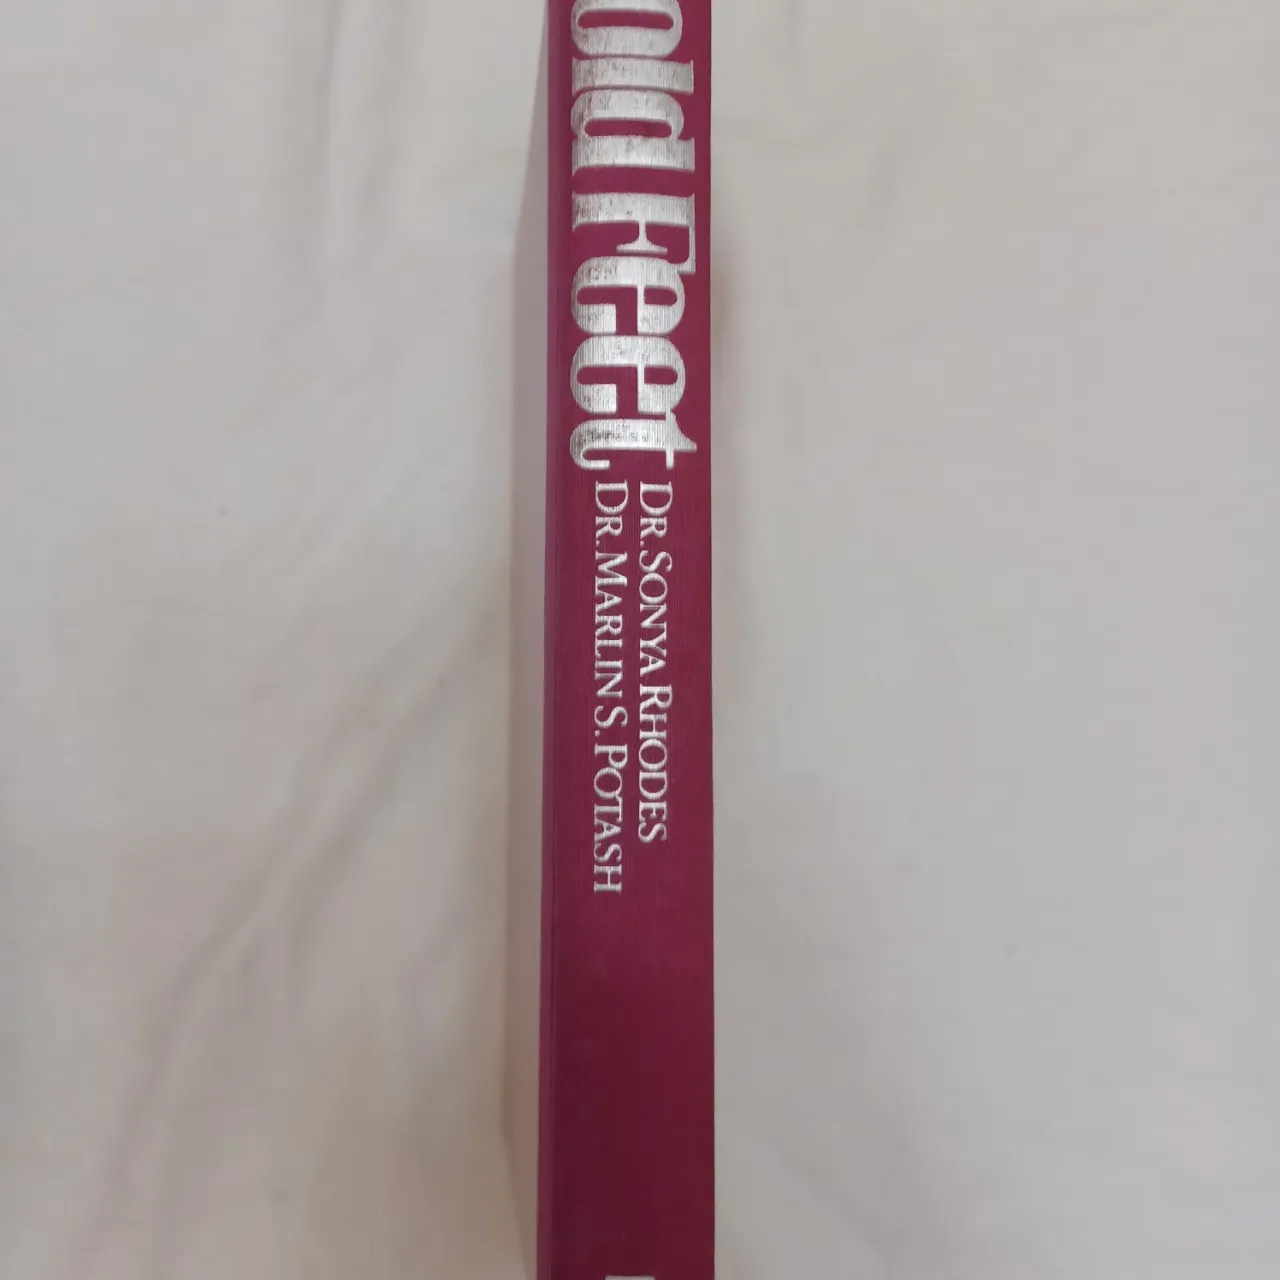 old Feet
DR. SONYA RHODES
DR. MARLIN S. POTASH